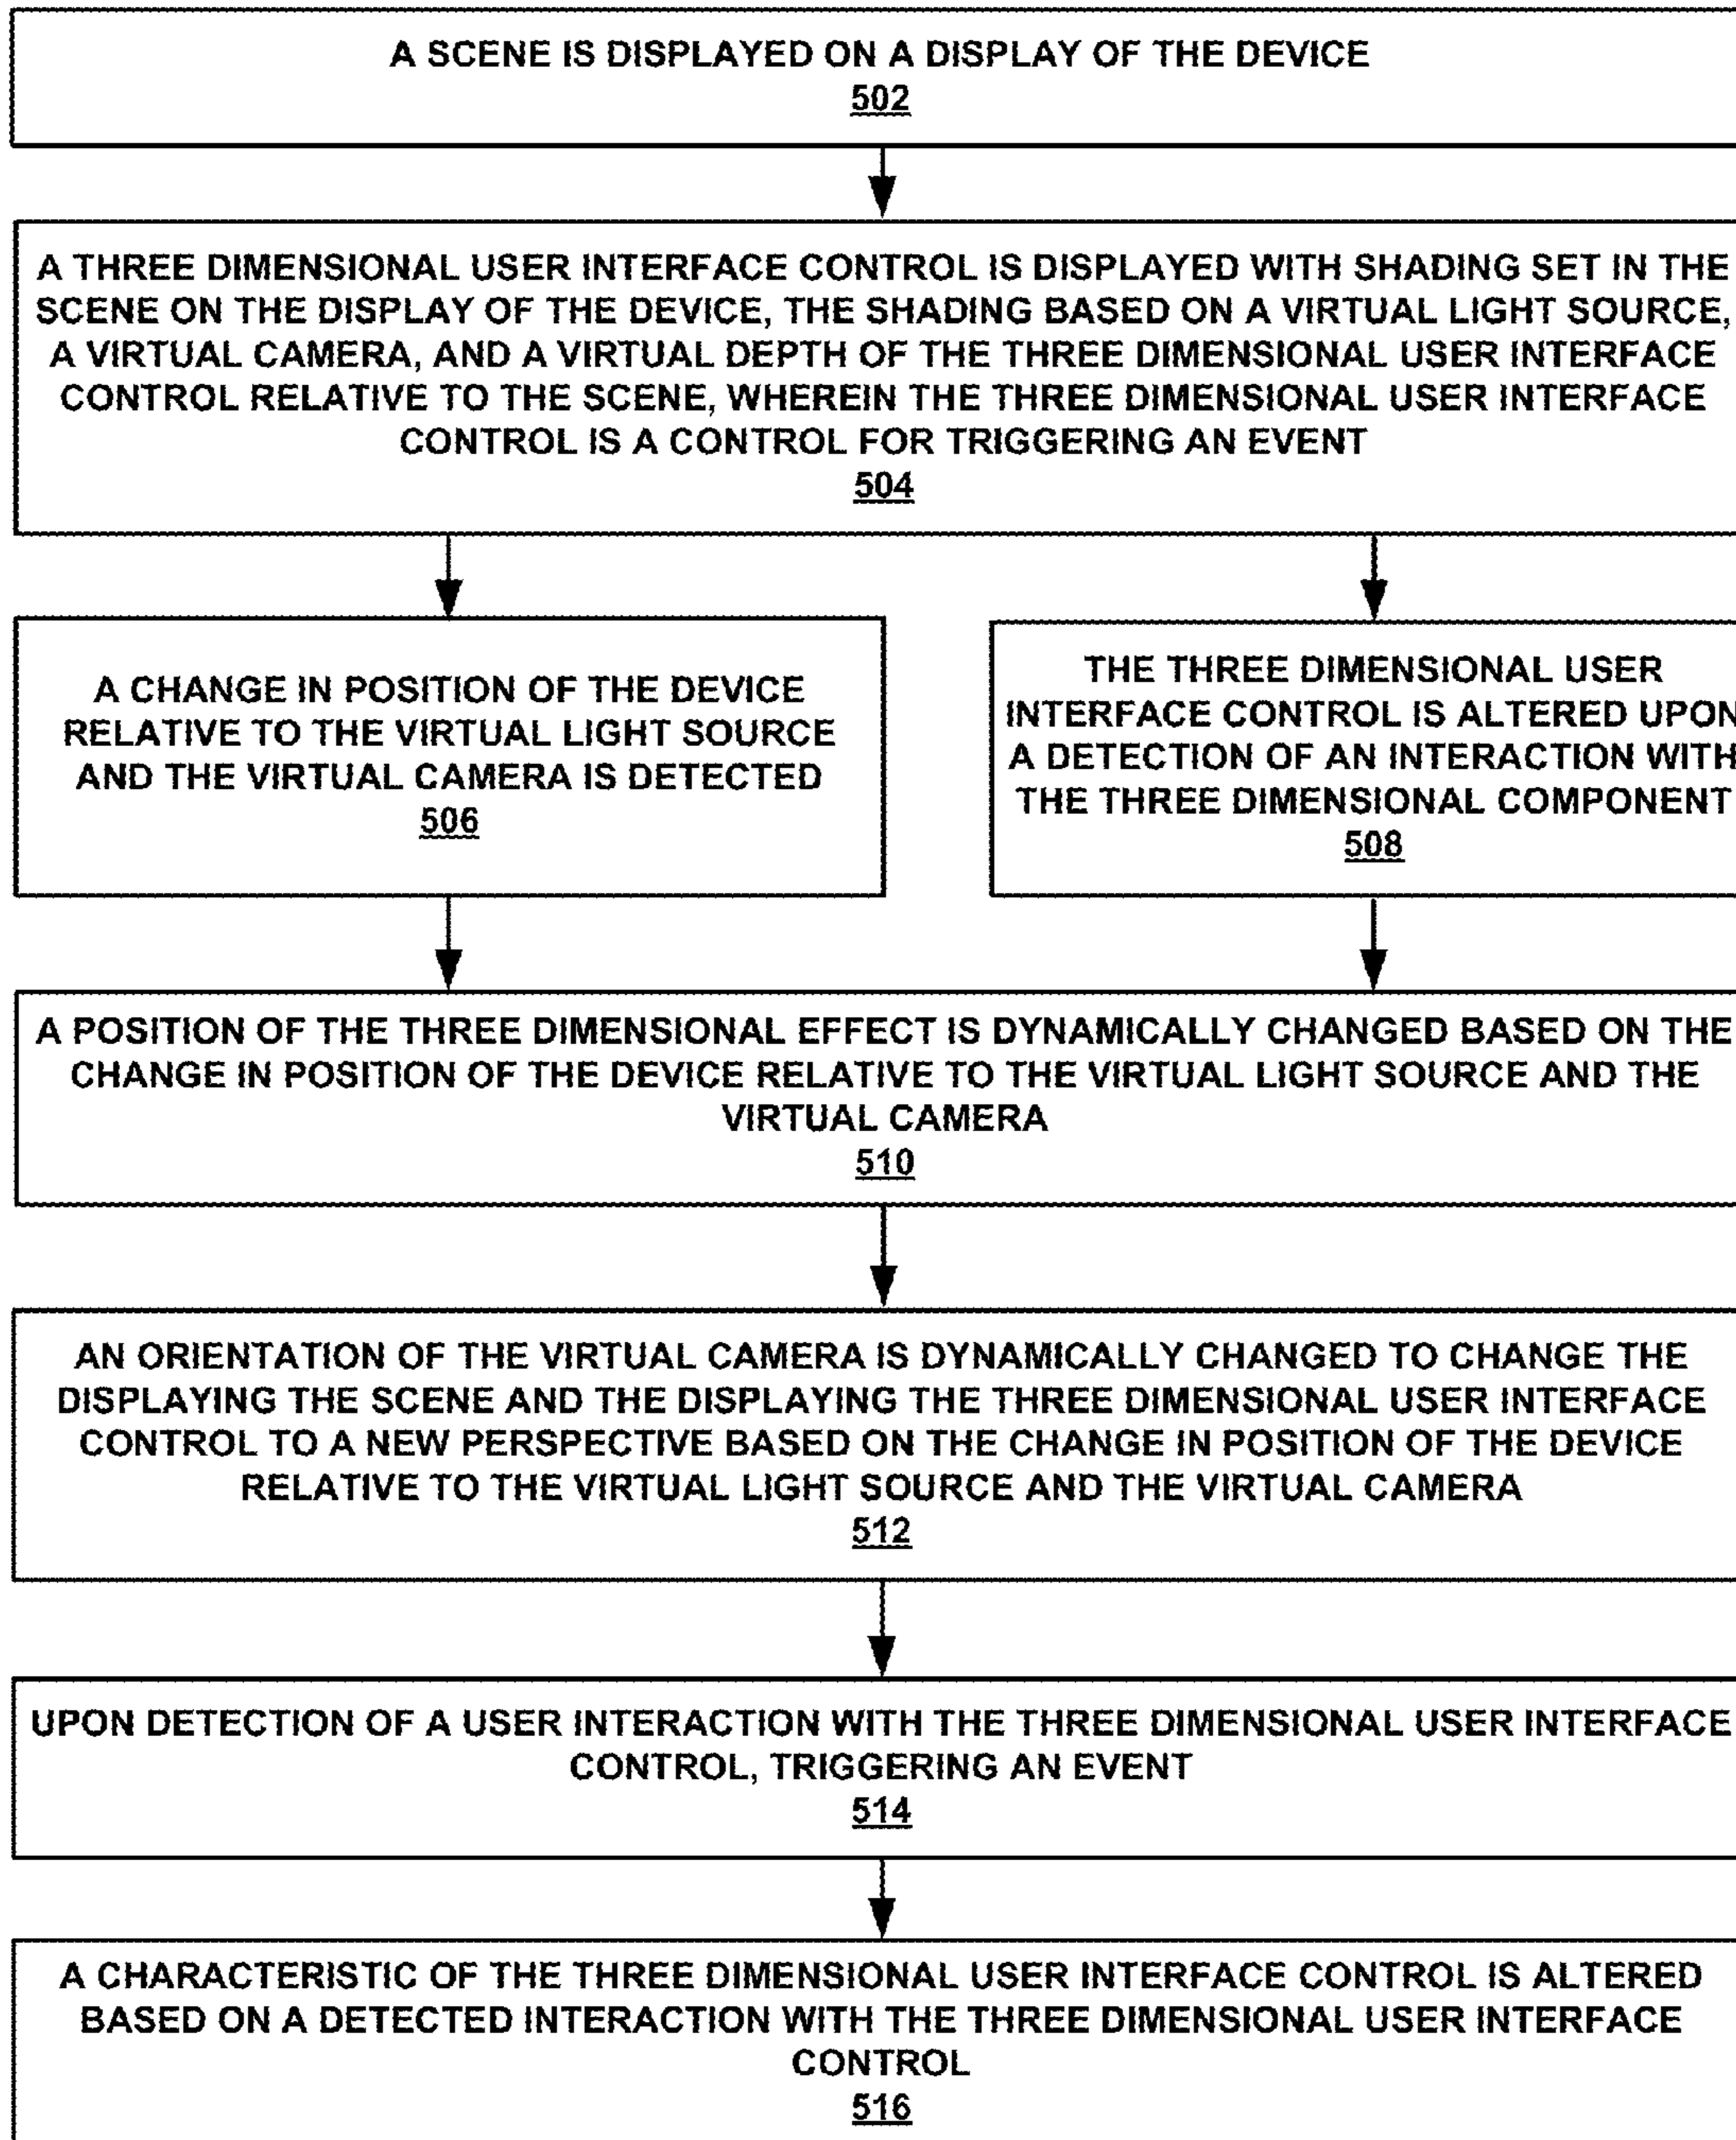 A SCENE IS DISPLAYED ON A DISPLAY OF THE DEVICE
502
A THREE DIMENSIONAL USER INTERFACE CONTROL IS DISPLAYED WITH SHADING SET IN THE
SCENE ON THE DISPLAY OF THE DEVICE, THE SHADING BASED ON A VIRTUAL LIGHT SOURCE,
A VIRTUAL CAMERA, AND A VIRTUAL DEPTH OF THE THREE DIMENSIONAL USER INTERFACE
CONTROL RELATIVE TO THE SCENE, WHEREIN THE THREE DIMENSIONAL USER INTERFACE
CONTROL IS A CONTROL FOR TRIGGERING AN EVENT
504
A CHANGE IN POSITION OF THE DEVICE
RELATIVE TO THE VIRTUAL LIGHT SOURCE
AND THE VIRTUAL CAMERA IS DETECTED
506
THE THREE DIMENSIONAL USER
INTERFACE CONTROL IS ALTERED UPON
A DETECTION OF AN INTERACTION WITH
THE THREE DIMENSIONAL COMPONENT
508
A POSITION OF THE THREE DIMENSIONAL EFFECT IS DYNAMICALLY CHANGED BASED ON THE
CHANGE IN POSITION OF THE DEVICE RELATIVE TO THE VIRTUAL LIGHT SOURCE AND THE
VIRTUAL CAMERA
510
AN ORIENTATION OF THE VIRTUAL CAMERA IS DYNAMICALLY CHANGED TO CHANGE THE
DISPLAYING THE SCENE AND THE DISPLAYING THE THREE DIMENSIONAL USER INTERFACE
CONTROL TO A NEW PERSPECTIVE BASED ON THE CHANGE IN POSITION OF THE DEVICE
RELATIVE TO THE VIRTUAL LIGHT SOURCE AND THE VIRTUAL CAMERA
512
UPON DETECTION OF A USER INTERACTION WITH THE THREE DIMENSIONAL USER INTERFACE
CONTROL, TRIGGERING AN EVENT
514
A CHARACTERISTIC OF THE THREE DIMENSIONAL USER INTERFACE CONTROL IS ALTERED
BASED ON A DETECTED INTERACTION WITH THE THREE DIMENSIONAL USER INTERFACE
CONTROL
516